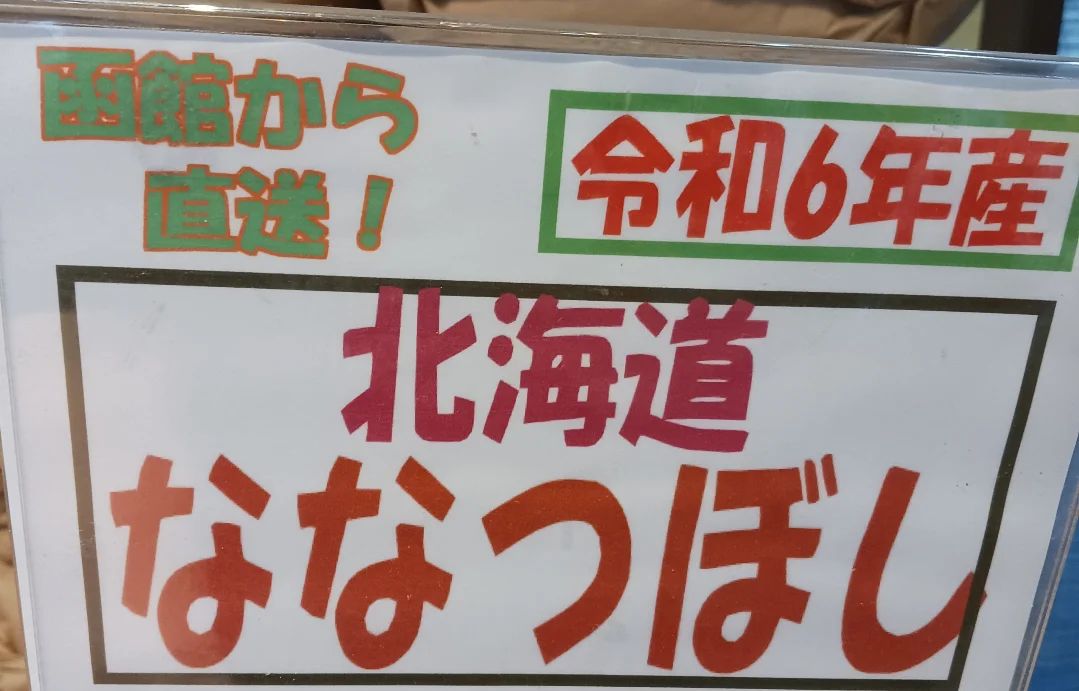 函館から
直送!
令和6年産
北海道
ななつぼし